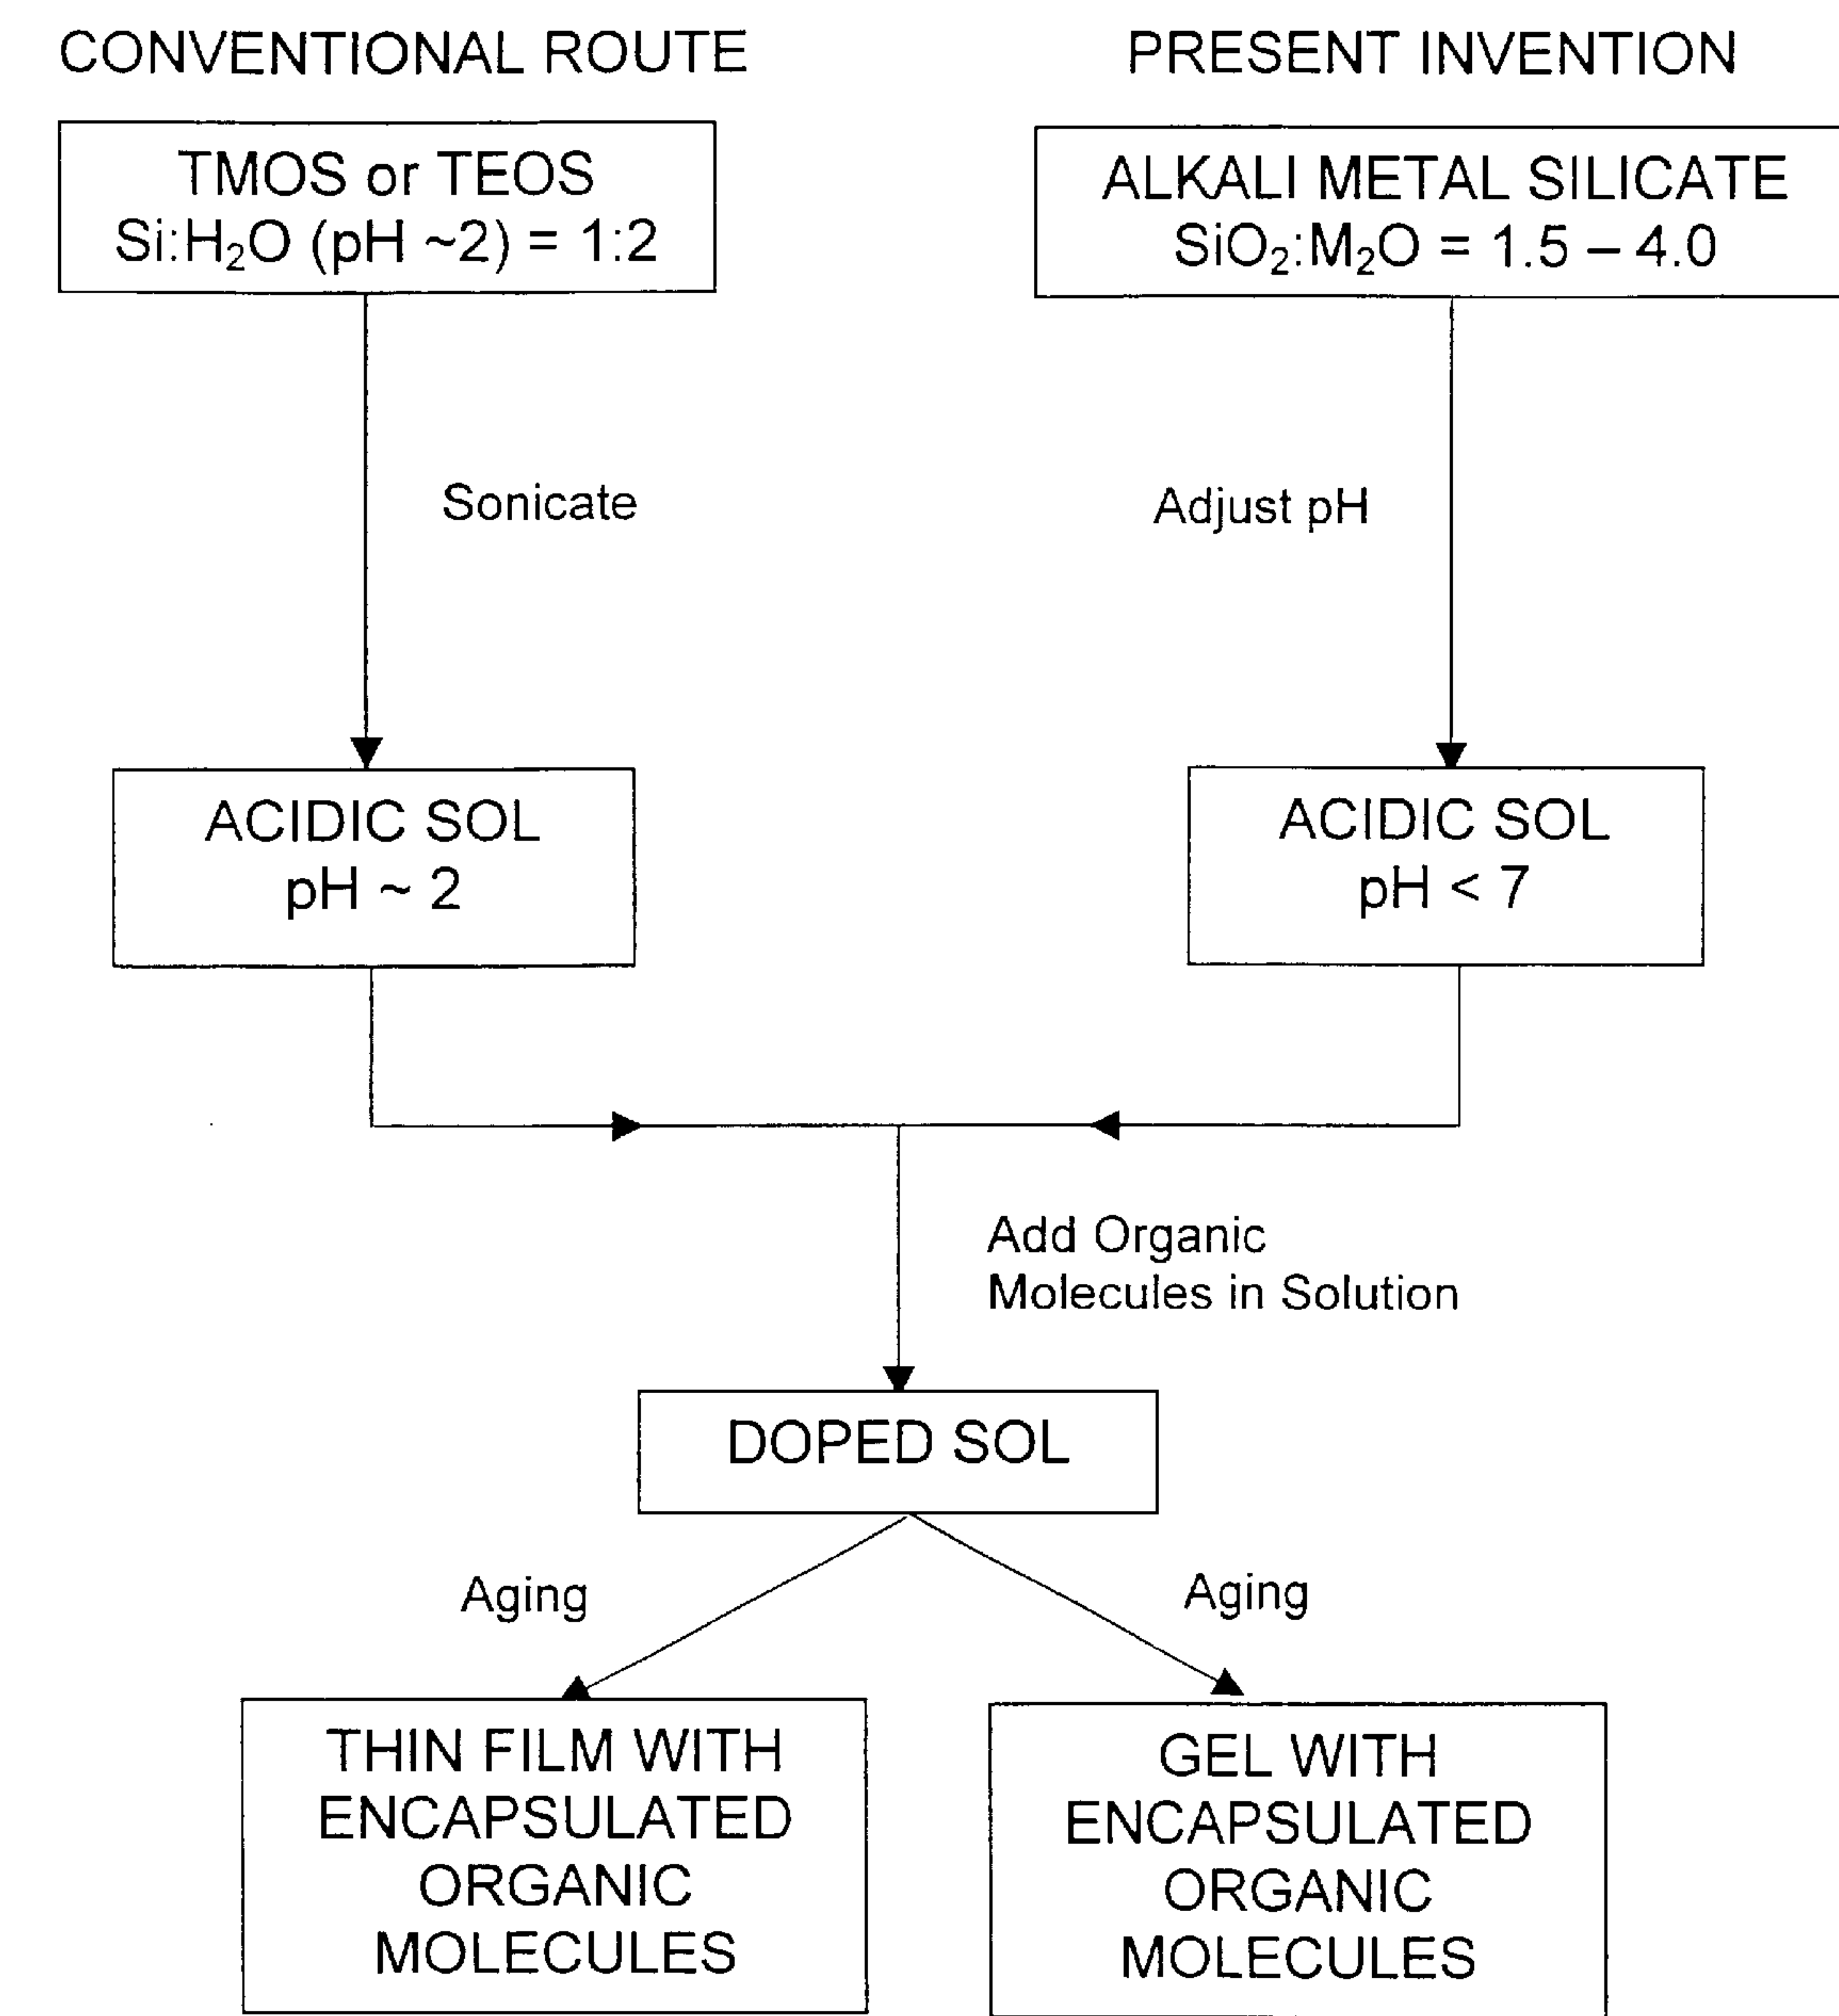 CONVENTIONAL ROUTE
PRESENT INVENTION
TMOS or TEOS
Si:H₂O (pH ~2) = 1:2
ALKALI METAL SILICATE
SiO₂:M₂O = 1.5 – 4.0
Sonicate
Adjust pH
ACIDIC SOL
pH ~ 2
ACIDIC SOL
pH < 7
Add Organic
Molecules in Solution
DOPED SOL
Aging
Aging
THIN FILM WITH
ENCAPSULATED
ORGANIC
MOLECULES
GEL WITH
ENCAPSULATED
ORGANIC
MOLECULES